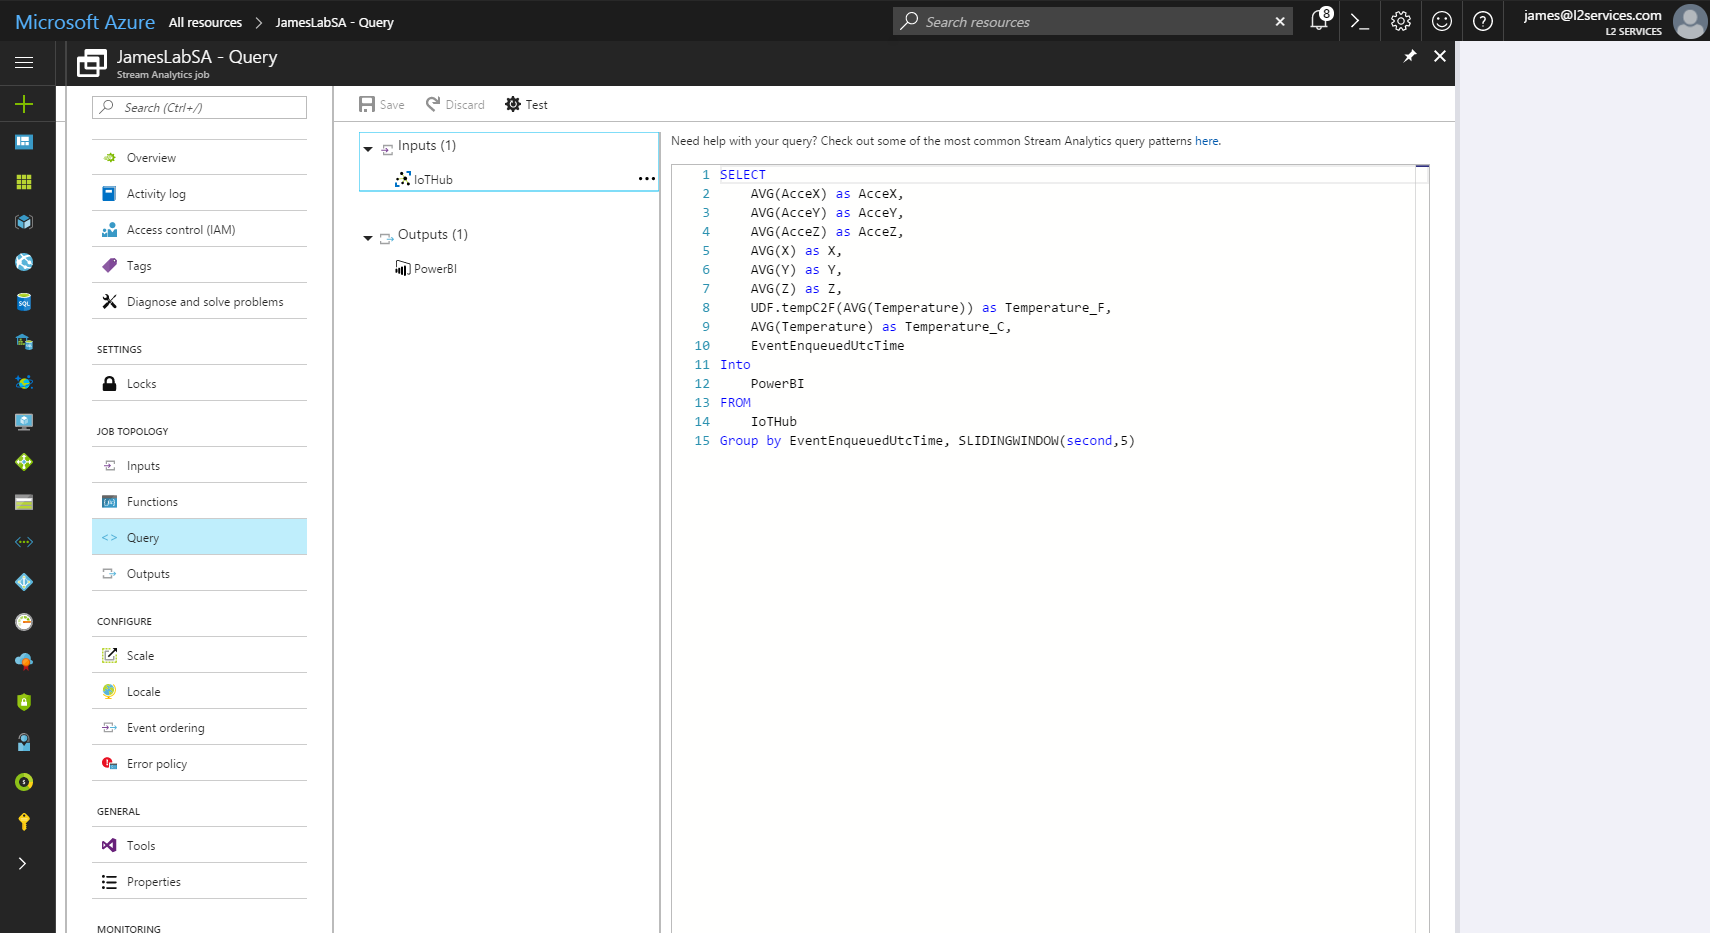 Microsoft Azure All resources > JamesLabSA - Query
Search resources
8
james@l2services.com
L2 SERVICES
JamesLabSA - Query
Stream Analytics job
Search (Ctrl+/)
Overview
Activity log
Access control (IAM)
Tags
Diagnose and solve problems
SETTINGS
Locks
JOB TOPOLOGY
Inputs
Functions
Query
Outputs
CONFIGURE
Scale
Locale
Event ordering
Error policy
GENERAL
Tools
Properties
MONITORING
Save Discard Test
Inputs (1)
IoTHub
Outputs (1)
PowerBI
Need help with your query? Check out some of the most common Stream Analytics query patterns here.
1 SELECT
2 AVG(AcceX) as AcceX,
3 AVG(AcceY) as AcceY,
4 AVG(AcceZ) as AcceZ,
5 AVG(X) as X,
6 AVG(Y) as Y,
7 AVG(Z) as Z,
8 UDF.tempC2F(AVG(Temperature)) as Temperature_F,
9 AVG(Temperature) as Temperature_C,
10 EventEnqueuedUtcTime
11 Into
12 PowerBI
13 FROM
14 IoTHub
15 Group by EventEnqueuedUtcTime, SLIDINGWINDOW(second,5)